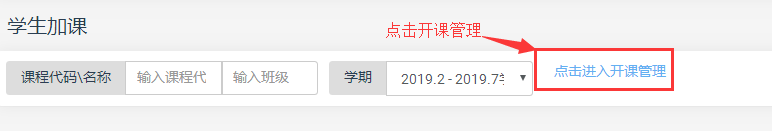 学生加课
点击开课管理
课程代码\名称 输入课程代 输入班级 学期 2019.2 - 2019.7 点击进入开课管理